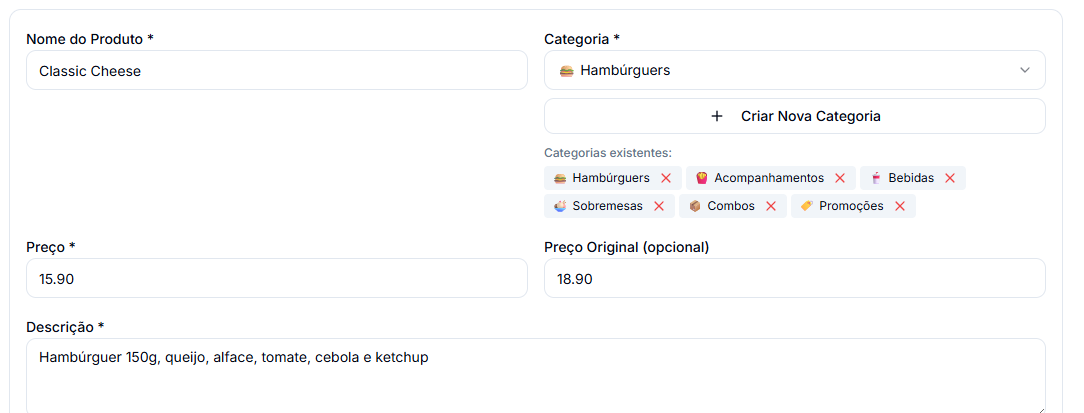 Nome do Produto *
Categoria *
Classic Cheese
Hambúrguers
Criar Nova Categoria
Categorias existentes:
Hambúrguers
Acompanhamentos
Bebidas
Sobremesas
Combos
Promoções
Preço *
Preço Original (opcional)
15.90
18.90
Descrição *
Hambúrguer 150g, queijo, alface, tomate, cebola e ketchup